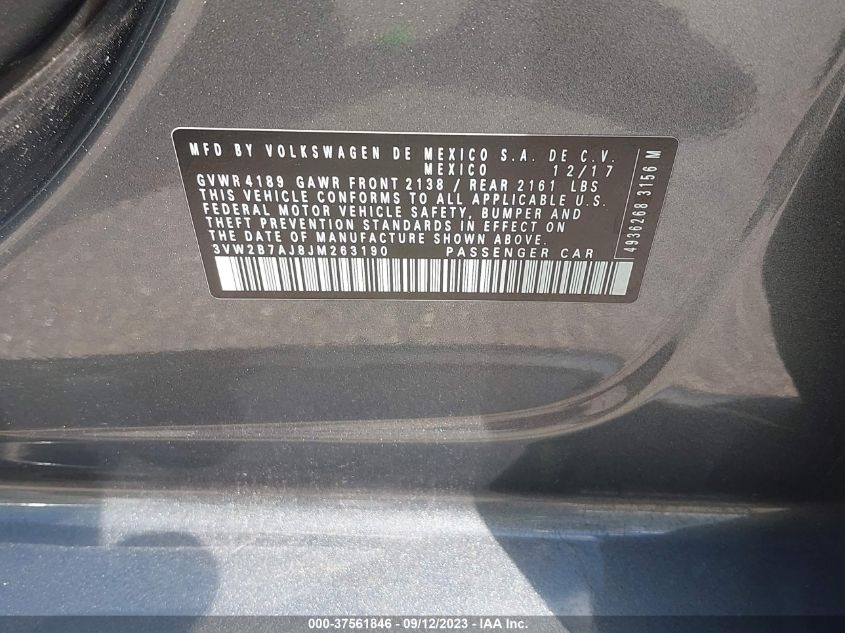 MFD BY VOLKSWAGEN DE MEXICO S.A. DE C.V.
MEXICO 12/17
GVWR 4189 GAWR FRONT 2138 / REAR 2161 LBS
THIS VEHICLE CONFORMS TO ALL APPLICABLE U.S.
FEDERAL MOTOR VEHICLE SAFETY, BUMPER AND
THEFT PREVENTION STANDARDS IN EFFECT ON
THE DATE OF MANUFACTURE SHOWN ABOVE.
3VW2B7AJ8JM263190 PASSENGER CAR
4936268 3156 M
000-37561846 - 09/12/2023 - IAA Inc.